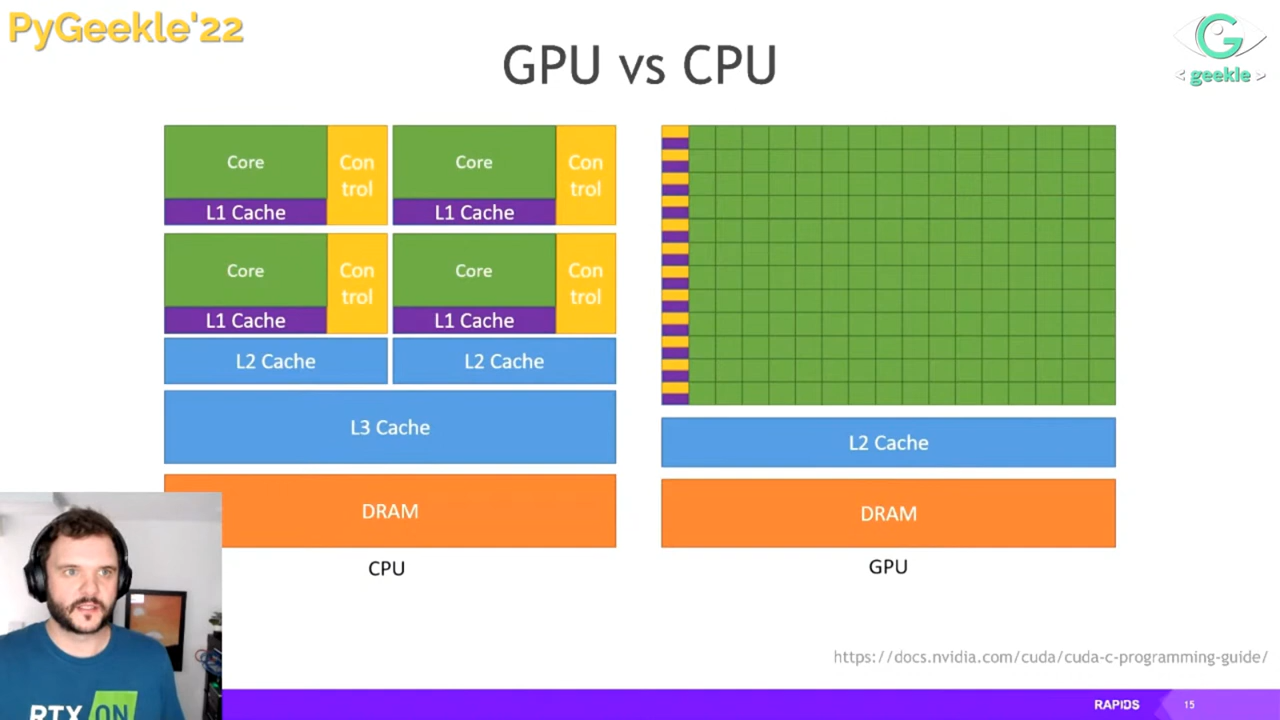 PyGeekle'22
GPU vs CPU
G
< geekle >
Core
Con
trol
L1 Cache
Core
Con
trol
L1 Cache
Core
Con
trol
L1 Cache
Core
Con
trol
L1 Cache
L2 Cache
L2 Cache
L3 Cache
DRAM
CPU
L2 Cache
DRAM
GPU
https://docs.nvidia.com/cuda/cuda-c-programming-guide/
RTX ON
RAPIDS
15